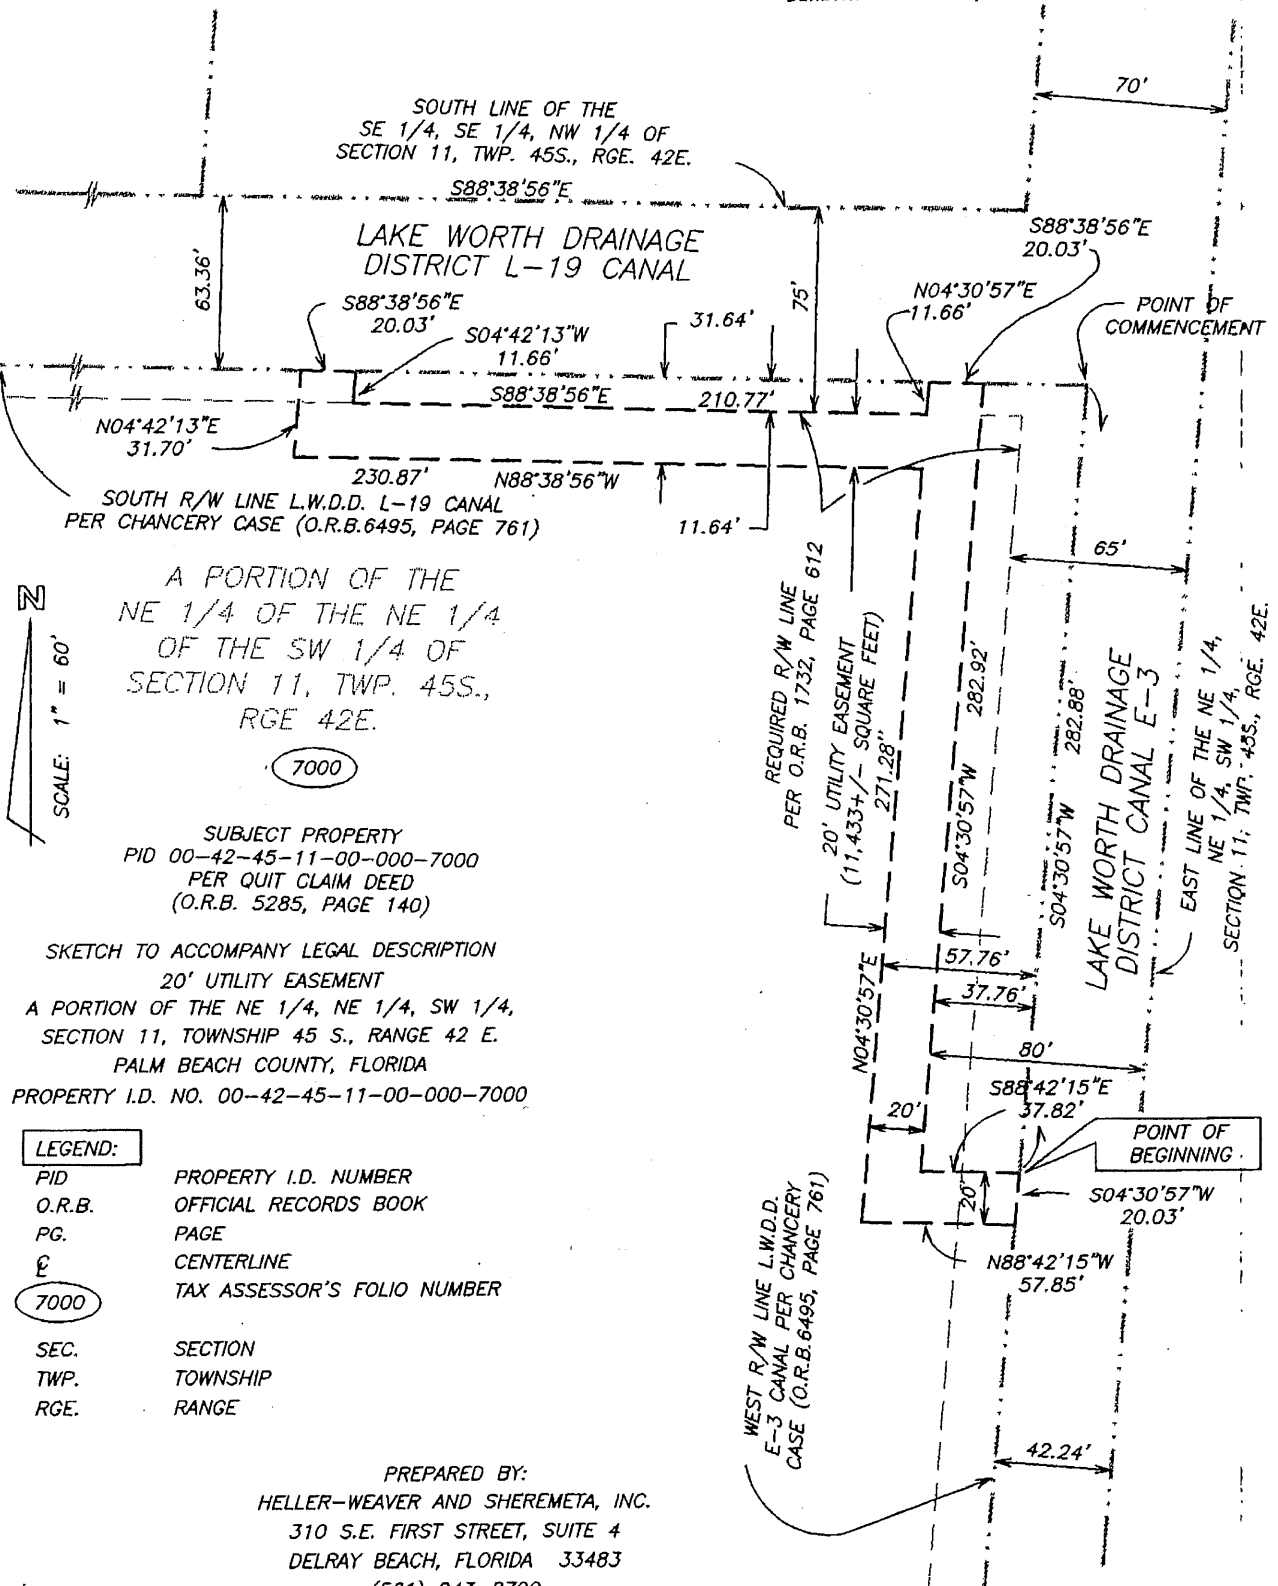 70'
SOUTH LINE OF THE
SE 1/4, SE 1/4, NW 1/4 OF
SECTION 11, TWP. 45S., RGE. 42E.
S88°38'56"E
LAKE WORTH DRAINAGE
DISTRICT L-19 CANAL
63.36'
75'
S88°38'56"E
20.03'
S88°38'56"E
20.03'
S04°42'13"W
11.66'
31.64'
N04°30'57"E
11.66'
POINT OF
COMMENCEMENT
S88°38'56"E
210.77'
N04°42'13"E
31.70'
230.87'
N88°38'56"W
SOUTH R/W LINE L.W.D.D. L-19 CANAL
PER CHANCERY CASE (O.R.B.6495, PAGE 761)
11.64'
65'
N
SCALE: 1" = 60'
A PORTION OF THE
NE 1/4 OF THE NE 1/4
OF THE SW 1/4 OF
SECTION 11, TWP. 45S.,
RGE 42E.
7000
REQUIRED R/W LINE
PER O.R.B. 1732, PAGE 612
20' UTILITY EASEMENT
(11,433+/- SQUARE FEET)
271.28"
N04°30'57"E
282.92'
S04°30'57"W
282.88'
S04°30'57"W
LAKE WORTH DRAINAGE
DISTRICT CANAL E-3
EAST LINE OF THE NE 1/4,
NE 1/4, SW 1/4,
SECTION 11, TWP. 45S., RGE. 42E.
SUBJECT PROPERTY
PID 00-42-45-11-00-000-7000
PER QUIT CLAIM DEED
(O.R.B. 5285, PAGE 140)
SKETCH TO ACCOMPANY LEGAL DESCRIPTION
20' UTILITY EASEMENT
A PORTION OF THE NE 1/4, NE 1/4, SW 1/4,
SECTION 11, TOWNSHIP 45 S., RANGE 42 E.
PALM BEACH COUNTY, FLORIDA
PROPERTY I.D. NO. 00-42-45-11-00-000-7000
57.76'
37.76'
80'
S88°42'15"E
37.82'
20'
POINT OF
BEGINNING
20'
S04°30'57"W
20.03'
N88°42'15"W
57.85'
WEST R/W LINE L.W.D.D.
E-3 CANAL PER CHANCERY
CASE (O.R.B.6495, PAGE 761)
42.24'
LEGEND:
PID PROPERTY I.D. NUMBER
O.R.B. OFFICIAL RECORDS BOOK
PG. PAGE
℄ CENTERLINE
7000 TAX ASSESSOR'S FOLIO NUMBER
SEC. SECTION
TWP. TOWNSHIP
RGE. RANGE
PREPARED BY:
HELLER-WEAVER AND SHEREMETA, INC.
310 S.E. FIRST STREET, SUITE 4
DELRAY BEACH, FLORIDA 33483